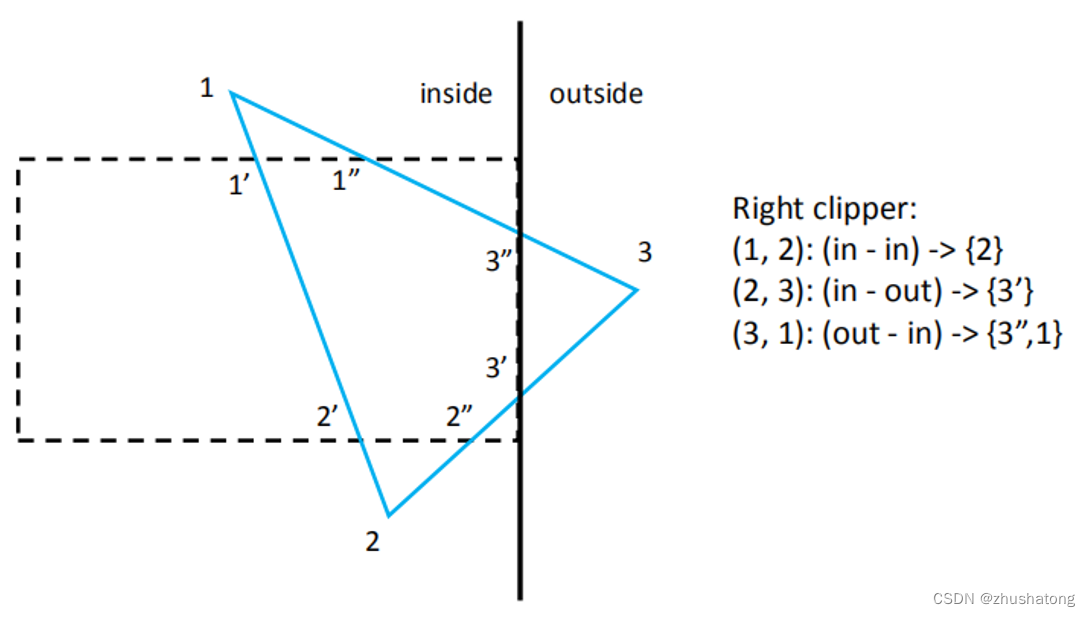 1
inside
outside
1’
1”
3”
3
3’
2’
2”
2
Right clipper:
(1, 2): (in - in) -> {2}
(2, 3): (in - out) -> {3’}
(3, 1): (out - in) -> {3”,1}
CSDN @zhushatong